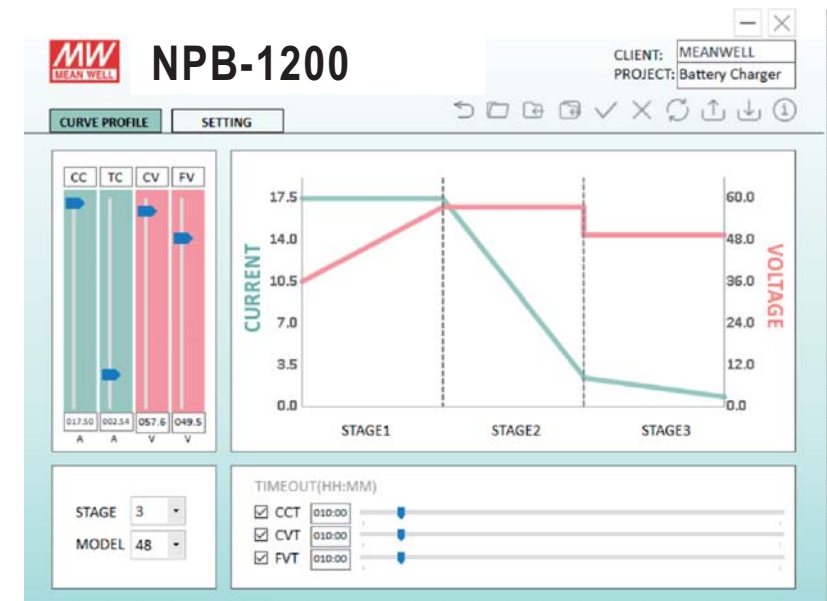 MW
MEAN WELL
NPB-1200
CLIENT: MEANWELL
PROJECT: Battery Charger
CURVE PROFILE SETTING
CC TC CV FV
017.50 002.54 057.6 049.5
A A V V
CURRENT
17.5
14.0
10.5
7.0
3.5
0.0
60.0
48.0
36.0
24.0
12.0
0.0
VOLTAGE
STAGE1 STAGE2 STAGE3
STAGE 3
MODEL 48
TIMEOUT(HH:MM)
CCT 010:00
CVT 010:00
FVT 010:00